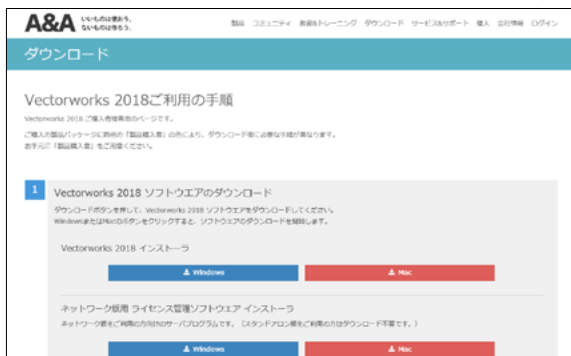 A&A いいものは使おう。
ないものは作ろう。
製品 コミュニティ 教育&トレーニング ダウンロード サービス&サポート 購入 会社情報 ログイン
ダウンロード
Vectorworks 2018ご利用の手順
Vectorworks 2018 ご購入者様専用のページです。
ご購入の製品パッケージに同梱の「製品購入書」の色により、ダウンロード後に必要な手順が異なります。
お手元に「製品購入書」をご用意ください。
1
Vectorworks 2018 ソフトウエアのダウンロード
ダウンロードボタンを押して、Vectorworks 2018 ソフトウエアをダウンロードしてください。
WindowsまたはMacのボタンをクリックすると、ソフトウエアのダウンロードを開始します。
Vectorworks 2018 インストーラ
Windows Mac
ネットワーク版用 ライセンス管理ソフトウエア インストーラ
ネットワーク版をご利用の方向けのサーバプログラムです。（スタンドアロン版をご利用の方はダウンロード不要です。）
Windows Mac